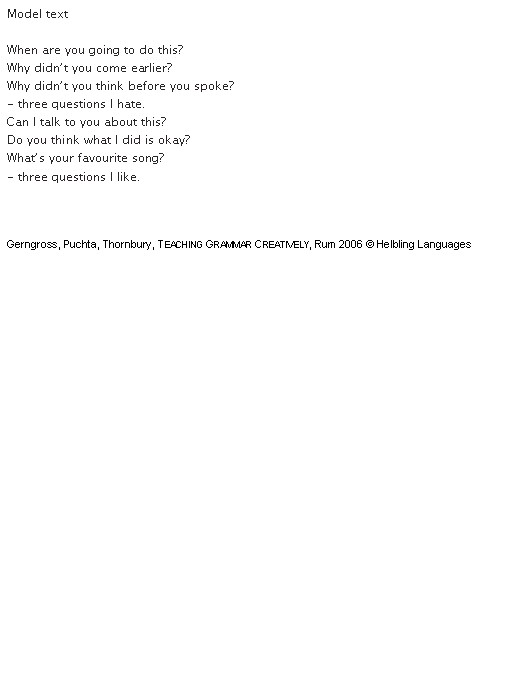 Model text
When are you going to do this?
Why didn't you come earlier?
Why didn't you think before you spoke?
– three questions I hate.
Can I talk to you about this?
Do you think what I did is okay?
What's your favourite song?
– three questions I like.
Gerngross, Puchta, Thornbury, TEACHING GRAMMAR CREATIVELY, Rum 2006 © Helbling Languages